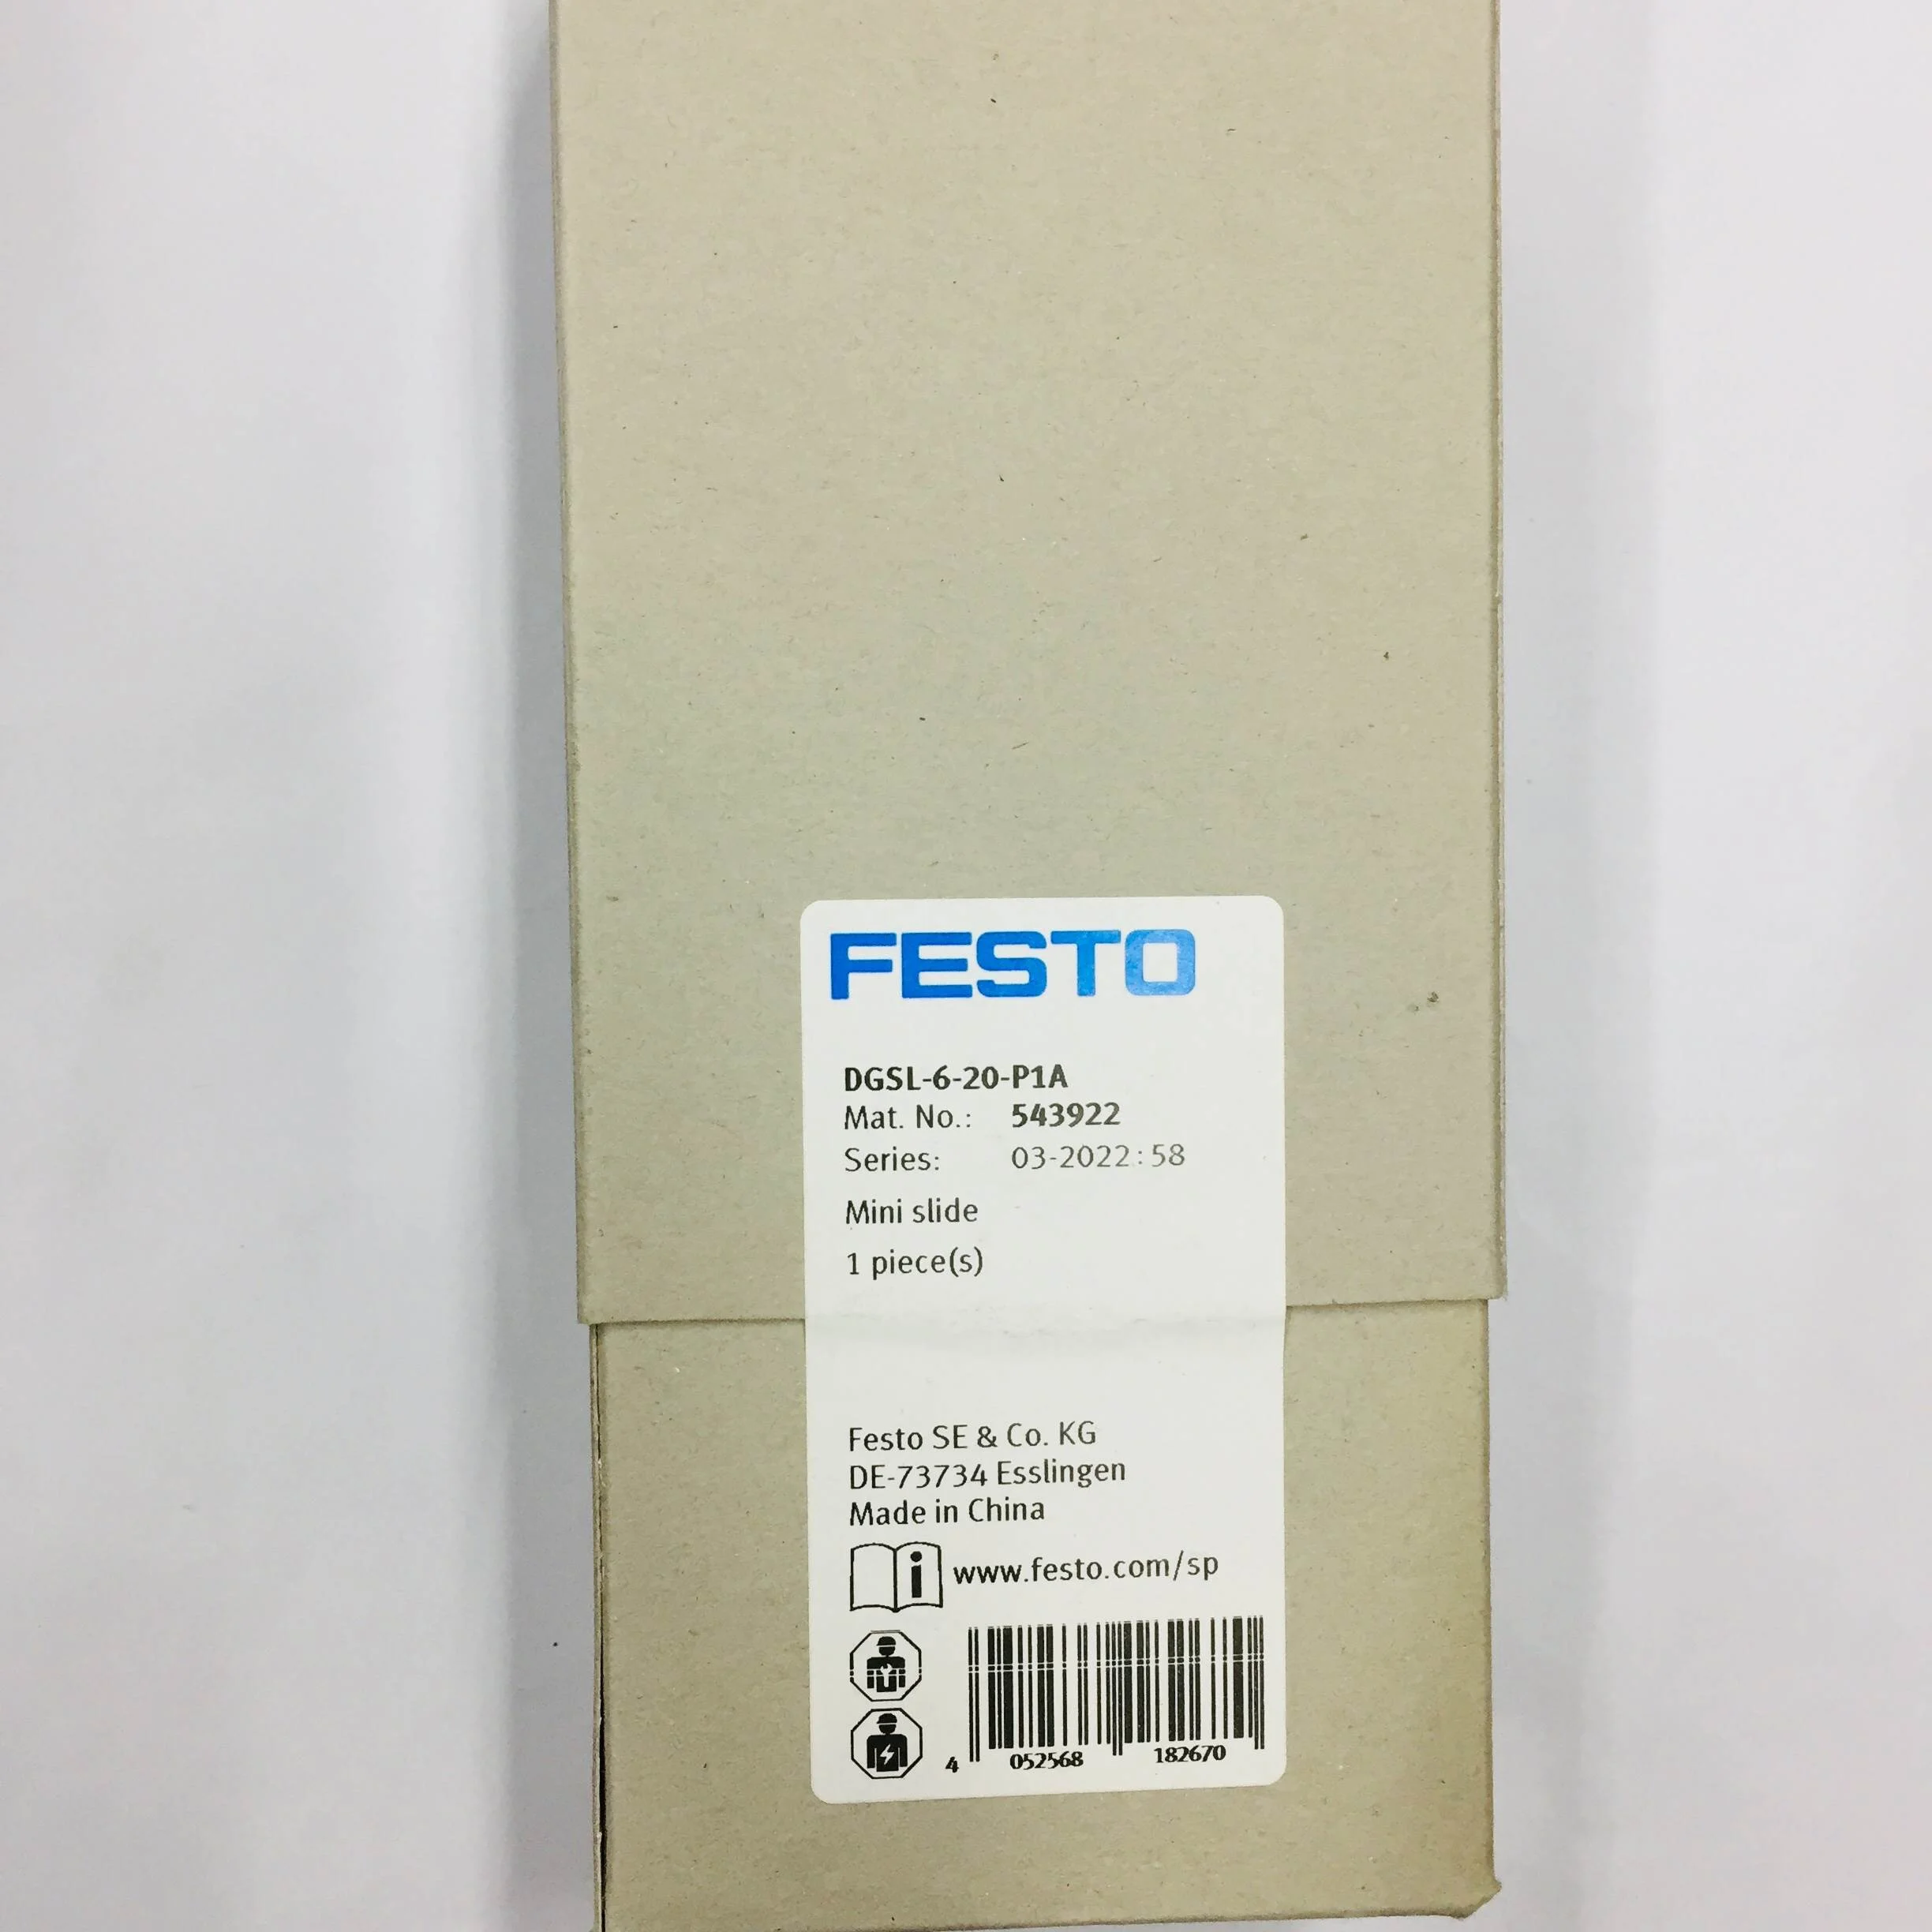 FESTO
DGSL-6-20-P1A
Mat. No.: 543922
Series: 03-2022:58
Mini slide
1 piece(s)
Festo SE & Co. KG
DE-73734 Esslingen
Made in China
i www.festo.com/sp
4 052568 182670